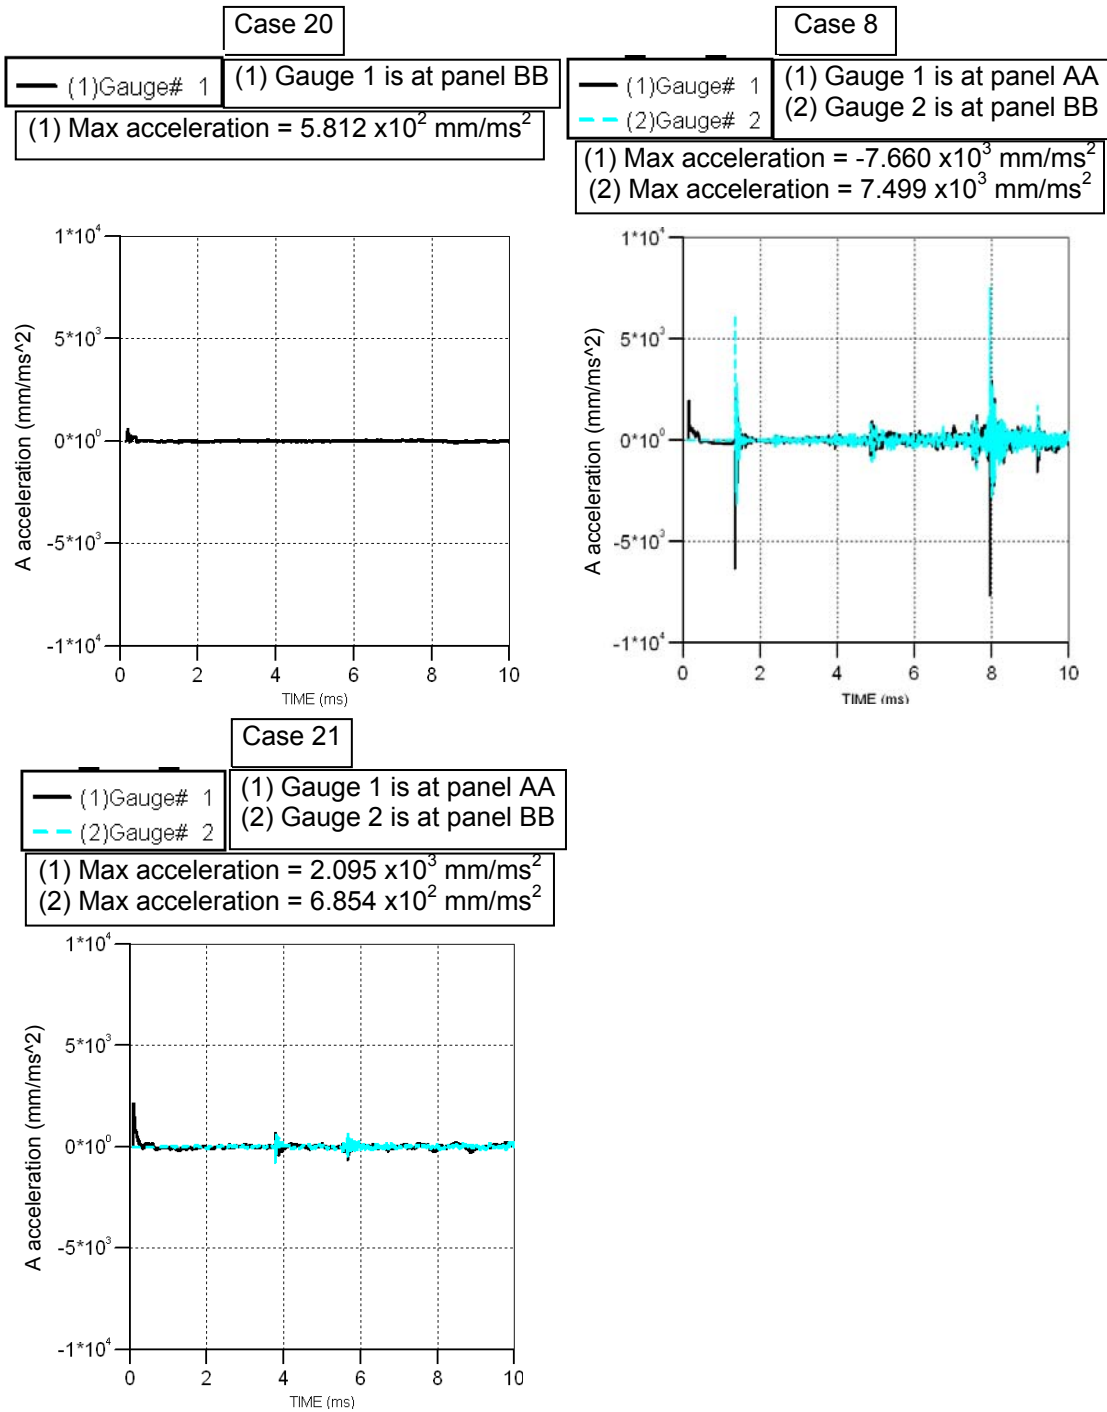 Case 20
(1)Gauge# 1
(1) Gauge 1 is at panel BB
(1) Max acceleration = 5.812 x10² mm/ms²
1*10⁴
5*10³
0*10⁰
-5*10³
-1*10⁴
A acceleration (mm/ms^2)
0 2 4 6 8 10
TIME (ms)
Case 8
(1)Gauge# 1
(2)Gauge# 2
(1) Gauge 1 is at panel AA
(2) Gauge 2 is at panel BB
(1) Max acceleration = -7.660 x10³ mm/ms²
(2) Max acceleration = 7.499 x10³ mm/ms²
1*10⁴
5*10³
0*10⁰
-5*10³
-1*10⁴
A acceleration (mm/ms^2)
0 2 4 6 8 10
TIME (ms)
Case 21
(1)Gauge# 1
(2)Gauge# 2
(1) Gauge 1 is at panel AA
(2) Gauge 2 is at panel BB
(1) Max acceleration = 2.095 x10³ mm/ms²
(2) Max acceleration = 6.854 x10² mm/ms²
1*10⁴
5*10³
0*10⁰
-5*10³
-1*10⁴
A acceleration (mm/ms^2)
0 2 4 6 8 10
TIME (ms)